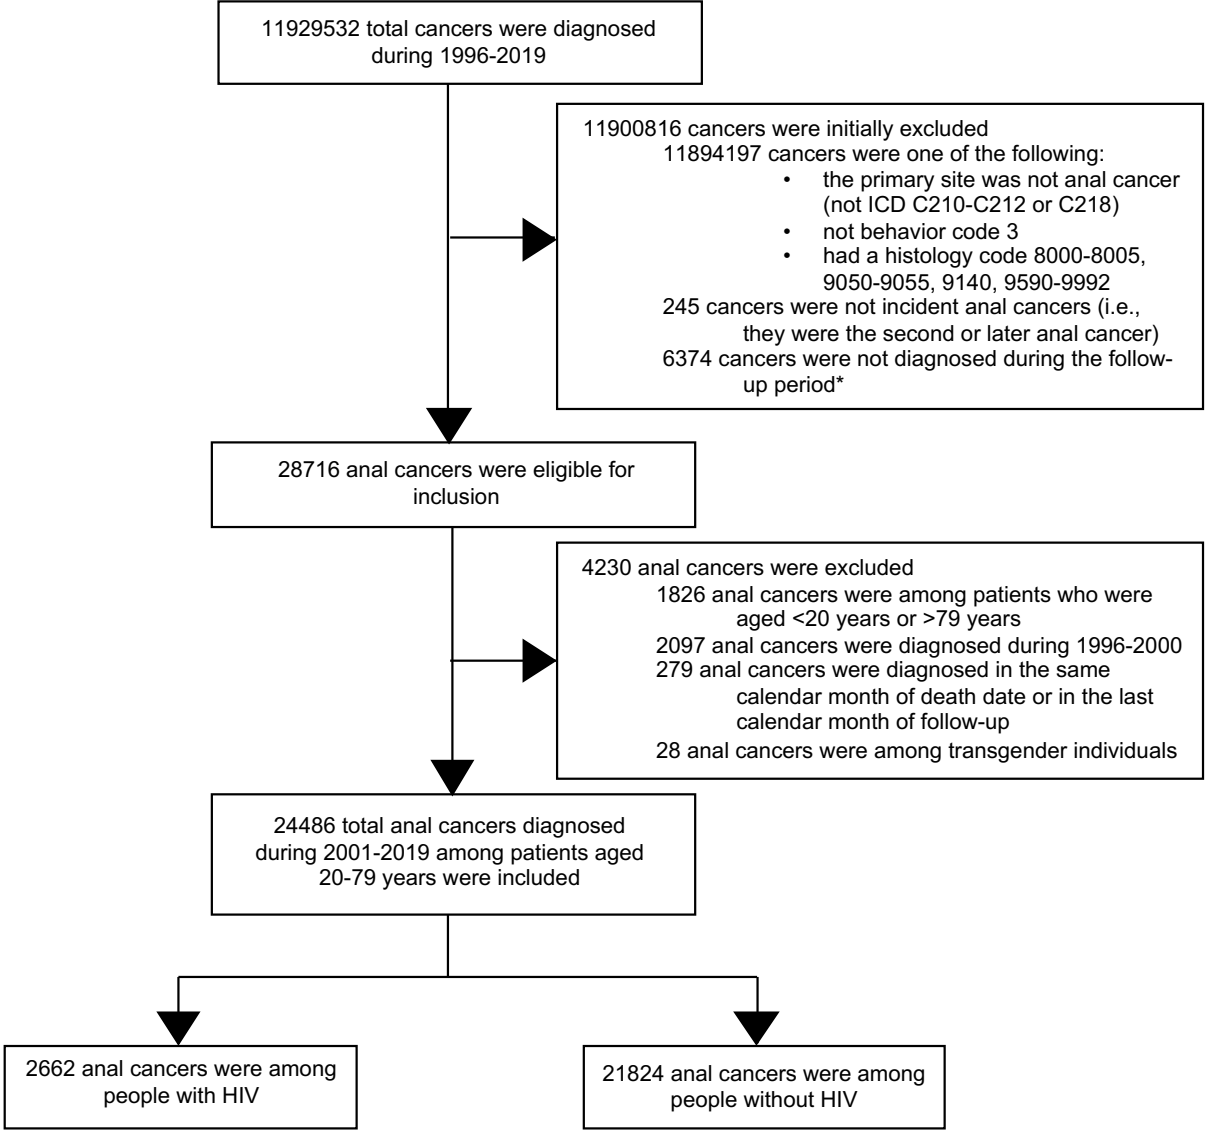 11929532 total cancers were diagnosed
during 1996-2019
11900816 cancers were initially excluded
11894197 cancers were one of the following:
• the primary site was not anal cancer
(not ICD C210-C212 or C218)
• not behavior code 3
• had a histology code 8000-8005,
9050-9055, 9140, 9590-9992
245 cancers were not incident anal cancers (i.e.,
they were the second or later anal cancer)
6374 cancers were not diagnosed during the follow-
up period*
28716 anal cancers were eligible for
inclusion
4230 anal cancers were excluded
1826 anal cancers were among patients who were
aged <20 years or >79 years
2097 anal cancers were diagnosed during 1996-2000
279 anal cancers were diagnosed in the same
calendar month of death date or in the last
calendar month of follow-up
28 anal cancers were among transgender individuals
24486 total anal cancers diagnosed
during 2001-2019 among patients aged
20-79 years were included
2662 anal cancers were among
people with HIV
21824 anal cancers were among
people without HIV